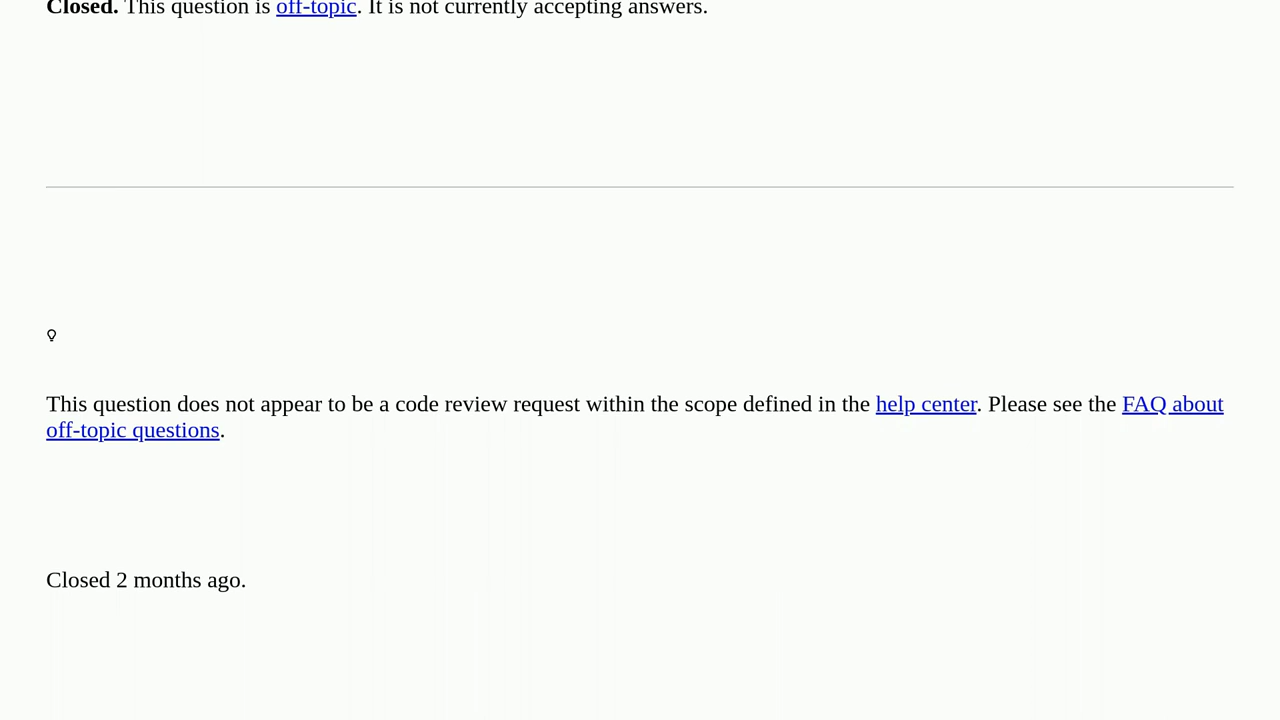 Closed. This question is off-topic. It is not currently accepting answers.
This question does not appear to be a code review request within the scope defined in the help center. Please see the FAQ about
off-topic questions.
Closed 2 months ago.